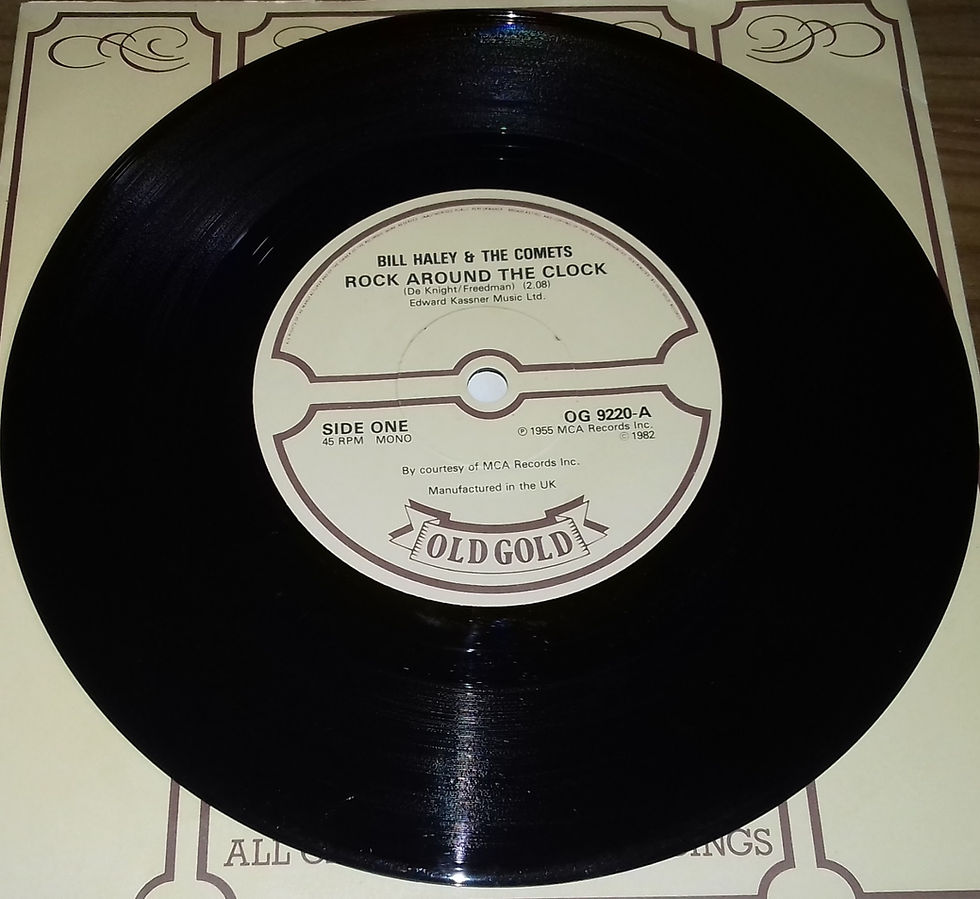 BILL HALEY & THE COMETS
ROCK AROUND THE CLOCK
(De Knight/Freedman) (2.08)
Edward Kassner Music Ltd.
SIDE ONE
45 RPM MONO
OG 9220-A
℗ 1955 MCA Records Inc.
© 1982
By courtesy of MCA Records Inc.
Manufactured in the UK
OLD GOLD
ALL